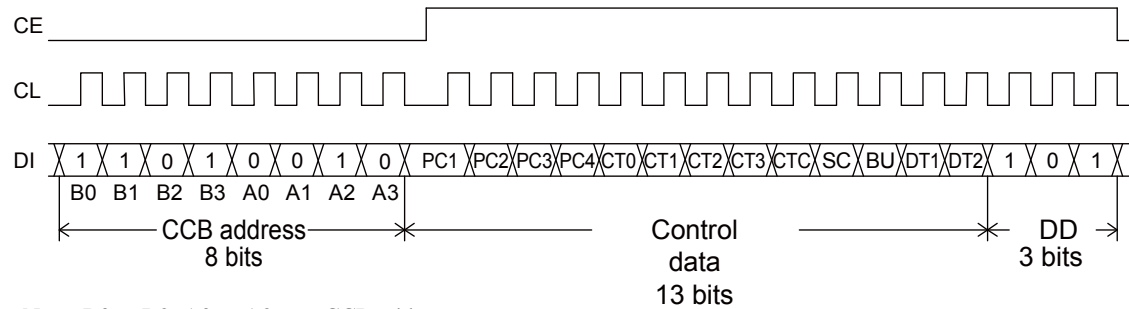 CE
CL
DI 1 1 0 1 0 0 1 0 PC1 PC2 PC3 PC4 CT0 CT1 CT2 CT3 CTC SC BU DT1 DT2 1 0 1
B0 B1 B2 B3 A0 A1 A2 A3
CCB address
8 bits
Control
data
13 bits
DD
3 bits